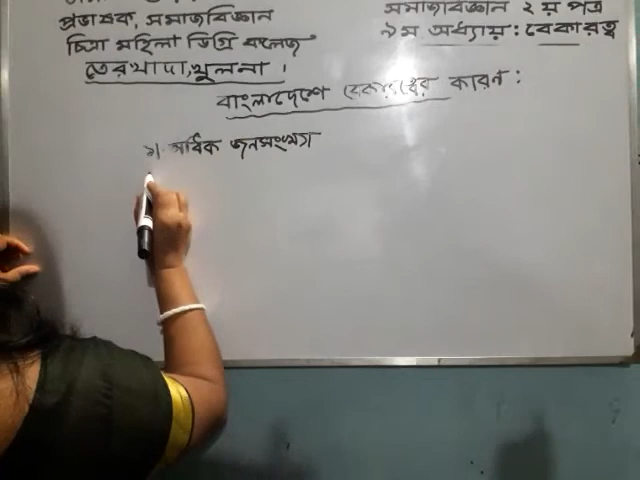 প্রভাষক, সমাজবিজ্ঞান
চিত্রা মহিলা ডিগ্রি কলেজ
তেরখাদা, খুলনা।
সমাজবিজ্ঞান ২য় পত্র
৯ম অধ্যায়: বেকারত্ব
বাংলাদেশে বেকারত্বের কারণ:
১। অধিক জনসংখ্যা